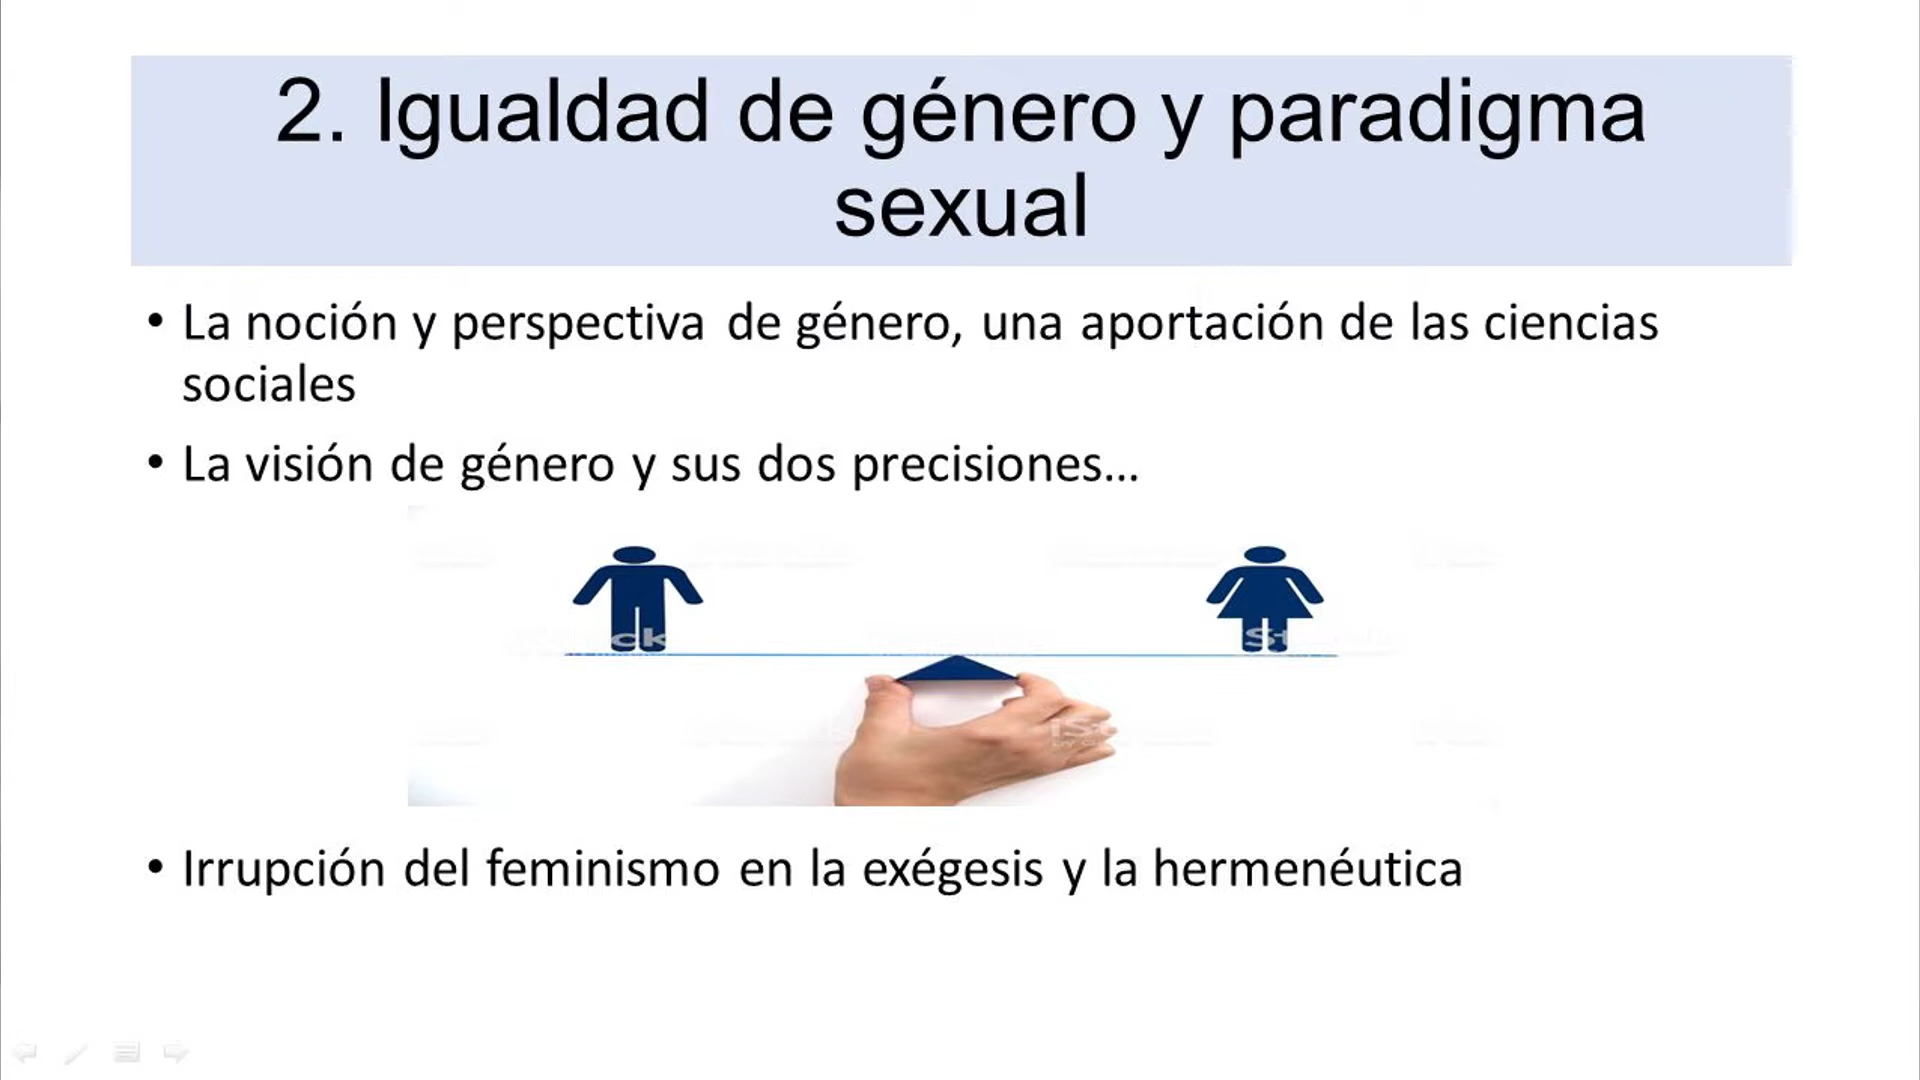 2. Igualdad de género y paradigma
sexual
• La noción y perspectiva de género, una aportación de las ciencias
sociales
• La visión de género y sus dos precisiones...
• Irrupción del feminismo en la exégesis y la hermenéutica